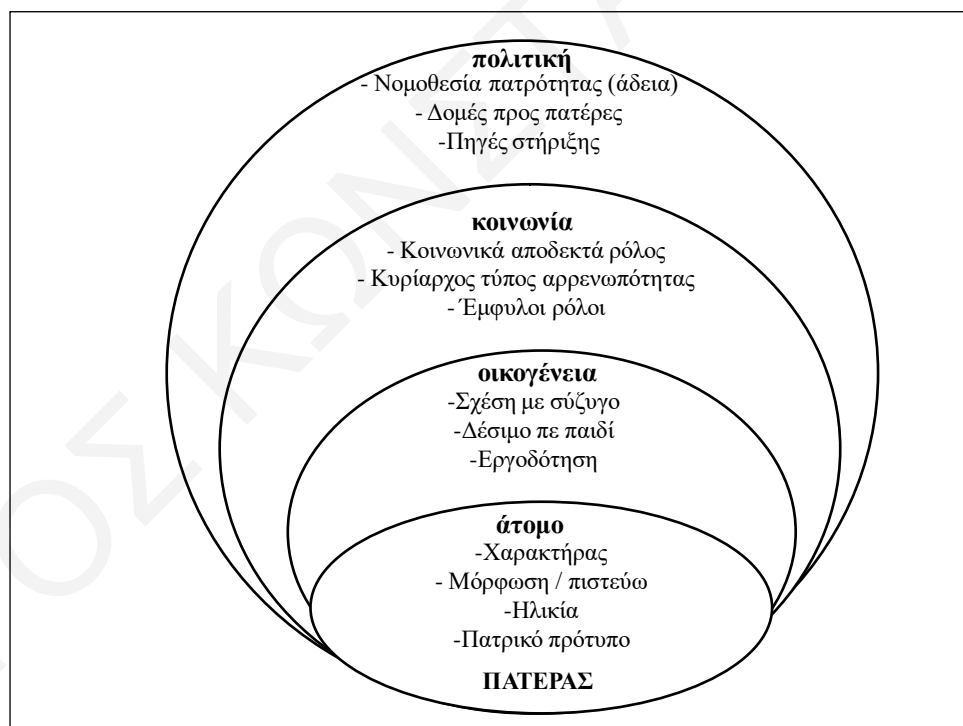 πολιτική
- Νομοθεσία πατρότητας (άδεια)
- Δομές προς πατέρες
-Πηγές στήριξης
κοινωνία
- Κοινωνικά αποδεκτά ρόλος
- Κυρίαρχος τύπος αρρενωπότητας
- Έμφυλοι ρόλοι
οικογένεια
-Σχέση με σύζυγο
-Δέσιμο πε παιδί
-Εργοδότηση
άτομο
-Χαρακτήρας
- Μόρφωση / πιστεύω
-Ηλικία
-Πατρικό πρότυπο
ΠΑΤΕΡΑΣ